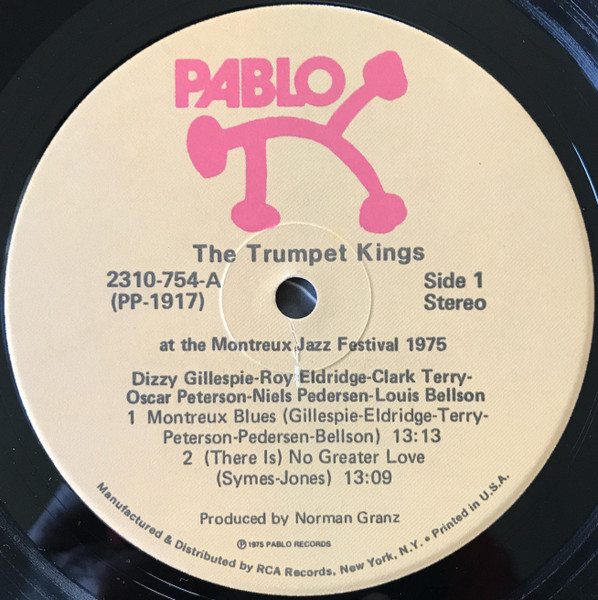 PABLO
The Trumpet Kings
2310-754-A
(PP-1917)
Side 1
Stereo
at the Montreux Jazz Festival 1975
Dizzy Gillespie-Roy Eldridge-Clark Terry-
Oscar Peterson-Niels Pedersen-Louis Bellson
1 Montreux Blues (Gillespie-Eldridge-Terry-
Peterson-Pedersen-Bellson) 13:13
2 (There Is) No Greater Love
(Symes-Jones) 13:09
Produced by Norman Granz
℗ 1975 PABLO RECORDS
Manufactured & Distributed by RCA Records, New York, N.Y. • Printed in U.S.A.